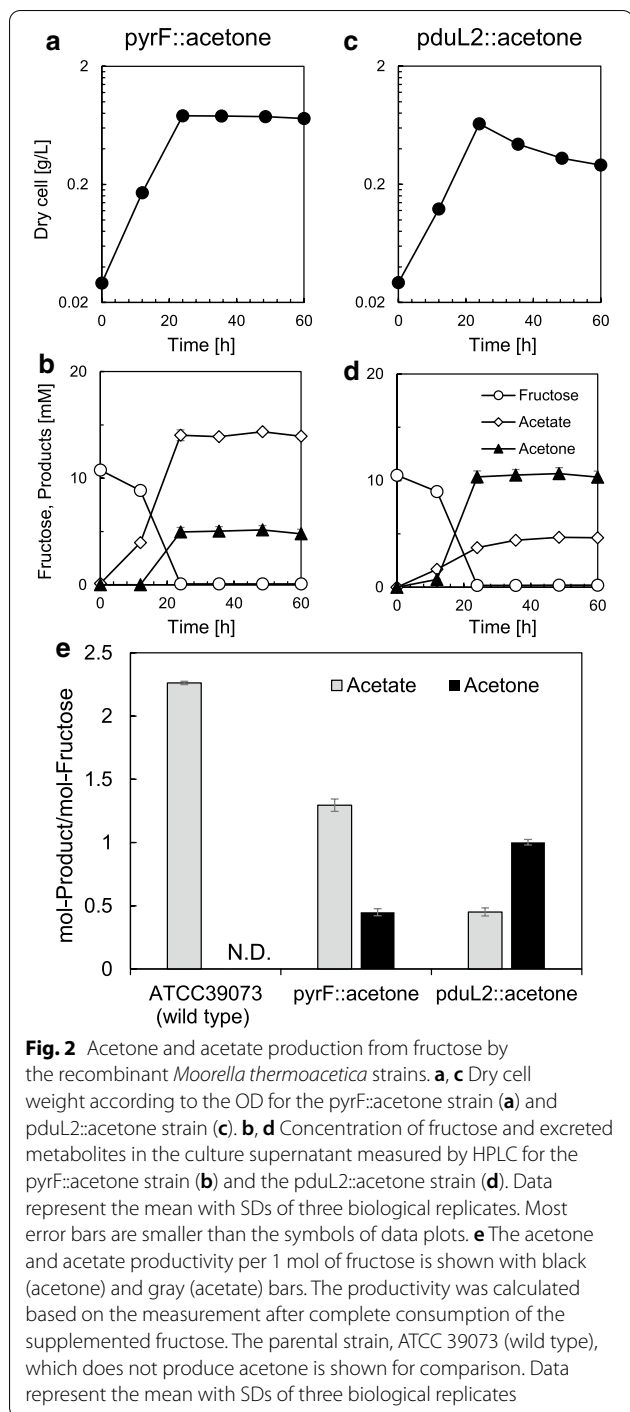 a pyrF::acetone
c pduL2::acetone
Dry cell [g/L]
2
0.2
0.02
0 20 40 60
Time [h]
2
0.2
0.02
0 20 40 60
Time [h]
b
Fructose, Products [mM]
20
10
0
0 20 40 60
Time [h]
d
20
10
0
Fructose
Acetate
Acetone
0 20 40 60
Time [h]
e
mol-Product/mol-Fructose
2.5
2
1.5
1
0.5
0
Acetate Acetone
N.D.
ATCC39073 pyrF::acetone pduL2::acetone
(wild type)
Fig. 2 Acetone and acetate production from fructose by
the recombinant Moorella thermoacetica strains. a, c Dry cell
weight according to the OD for the pyrF::acetone strain (a) and
pduL2::acetone strain (c). b, d Concentration of fructose and excreted
metabolites in the culture supernatant measured by HPLC for the
pyrF::acetone strain (b) and the pduL2::acetone strain (d). Data
represent the mean with SDs of three biological replicates. Most
error bars are smaller than the symbols of data plots. e The acetone
and acetate productivity per 1 mol of fructose is shown with black
(acetone) and gray (acetate) bars. The productivity was calculated
based on the measurement after complete consumption of the
supplemented fructose. The parental strain, ATCC 39073 (wild type),
which does not produce acetone is shown for comparison. Data
represent the mean with SDs of three biological replicates